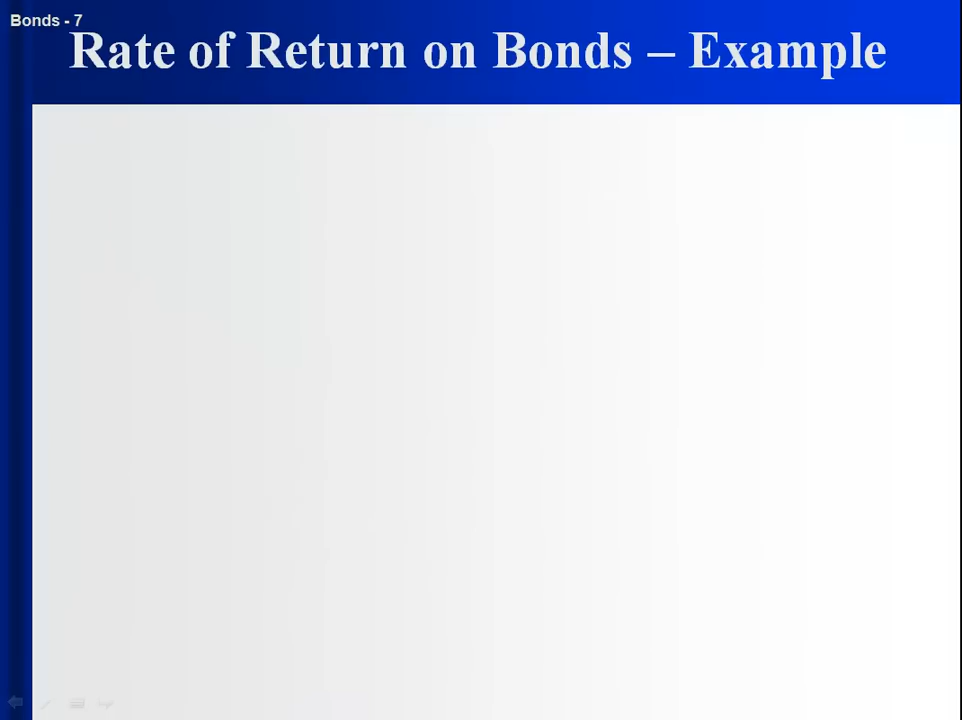 Bonds - 7
Rate of Return on Bonds – Example